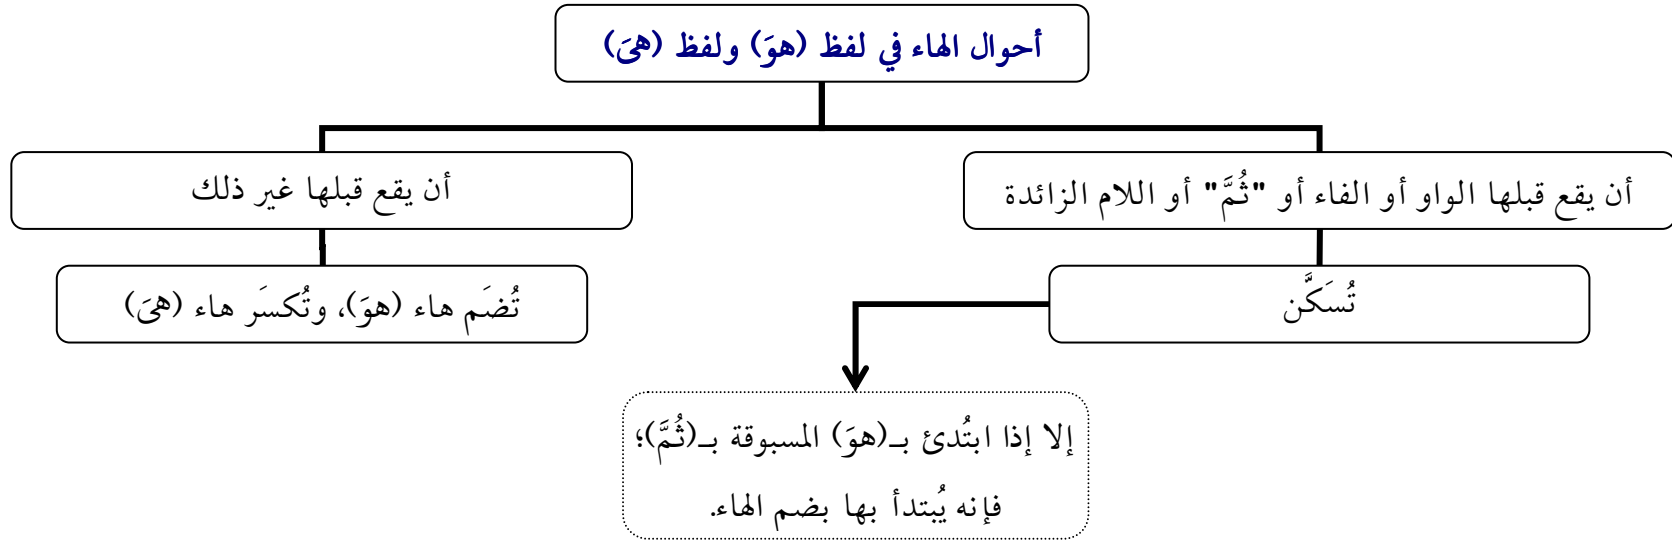 أحوال الهاء في لفظ (هوَ) ولفظ (هىَ)
أن يقع قبلها الواو أو الفاء أو "ثُمَّ" أو اللام الزائدة
أن يقع قبلها غير ذلك
تُسَكَّن
تُضَم هاء (هوَ)، وتُكسَر هاء (هىَ)
إلا إذا ابتُدئ بـ(هوَ) المسبوقة بـ(ثُمَّ)؛
فإنه يُبتدأ بها بضم الهاء.